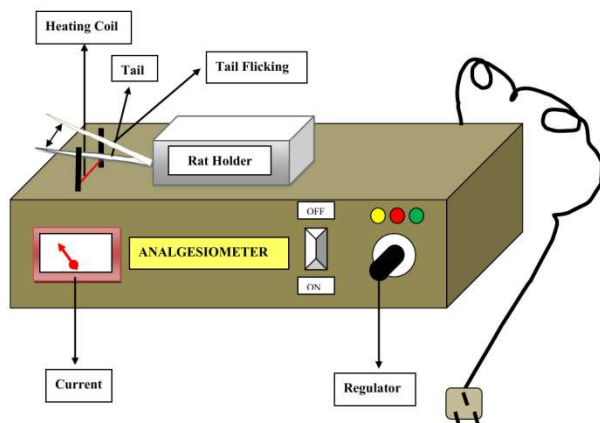 Heating Coil
Tail
Tail Flicking
Rat Holder
OFF
ANALGESIOMETER
ON
Current
Regulator